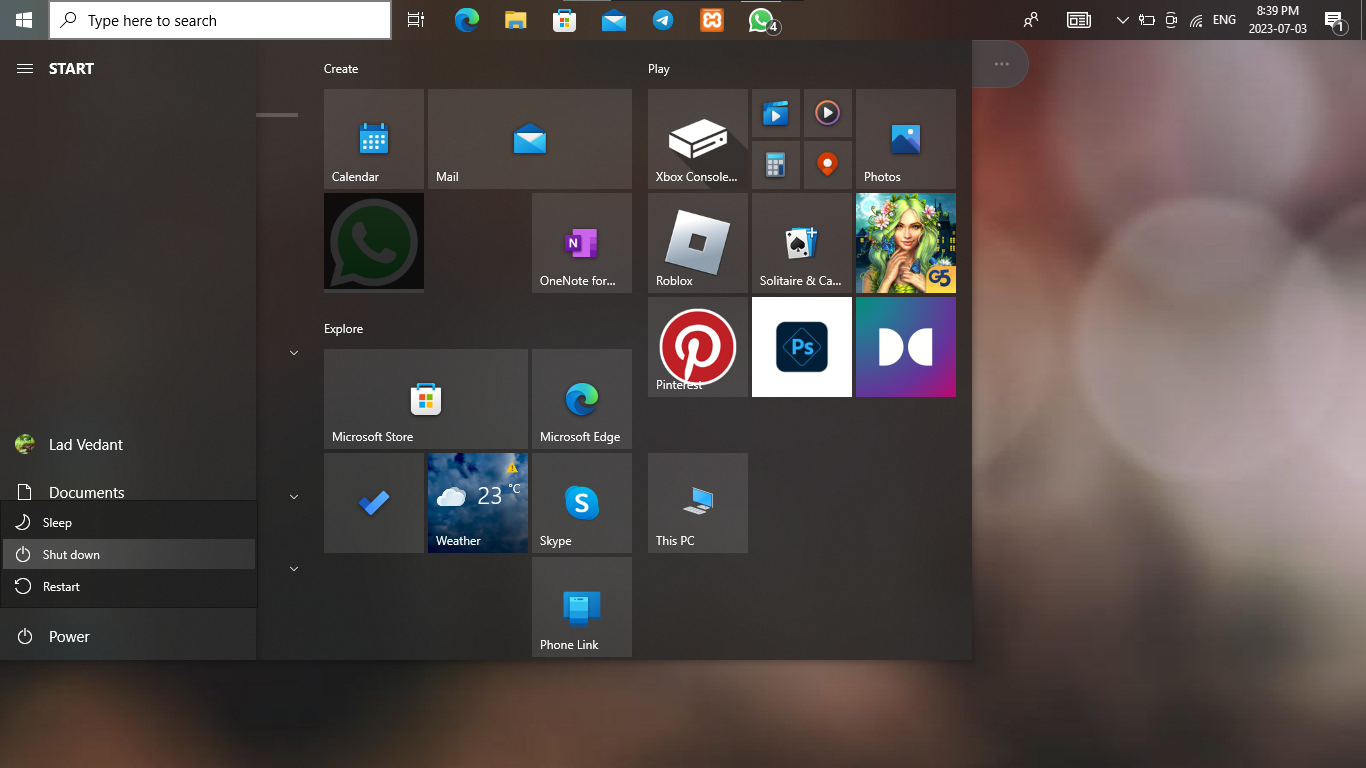 Type here to search
4
ENG
8:39 PM
2023-07-03
1
START
Create
Play
Calendar
Mail
Xbox Console...
Photos
N
OneNote for...
Roblox
Solitaire & Ca...
G5
Explore
Pinterest
Ps
Microsoft Store
Microsoft Edge
Lad Vedant
Documents
Sleep
Shut down
Restart
Power
23 °C
Weather
S
Skype
This PC
Phone Link